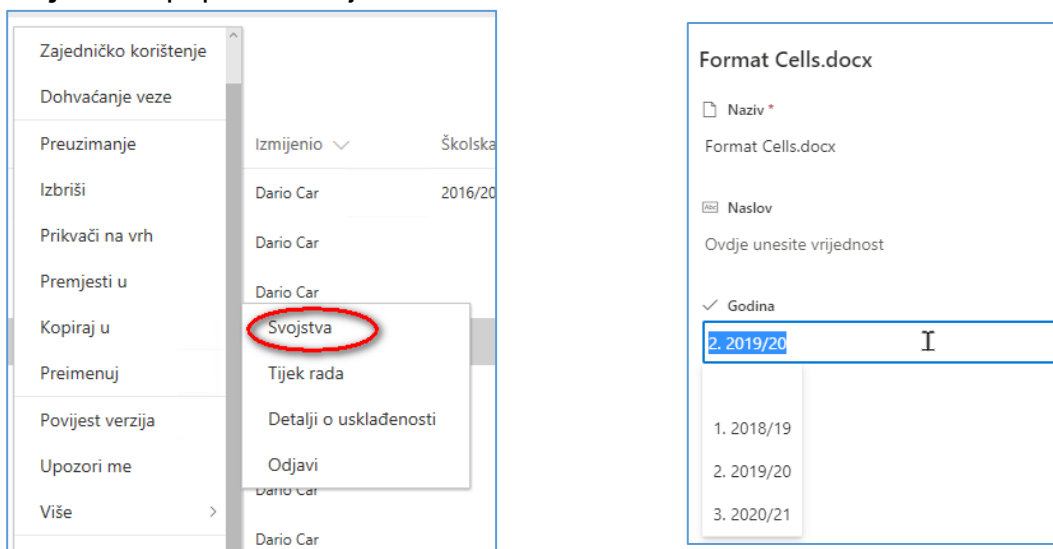 Zajedničko korištenje
Dohvaćanje veze
Preuzimanje
Izbriši
Prikvači na vrh
Premjesti u
Kopiraj u
Preimenuj
Povijest verzija
Upozori me
Više
Izmijenio
Školska
Dario Car
2016/20
Dario Car
Dario Car
Svojstva
Tijek rada
Detalji o usklađenosti
Odjavi
Dario Car
Dario Car
Format Cells.docx
Naziv *
Format Cells.docx
Abc Naslov
Ovdje unesite vrijednost
Godina
2. 2019/20
1. 2018/19
2. 2019/20
3. 2020/21